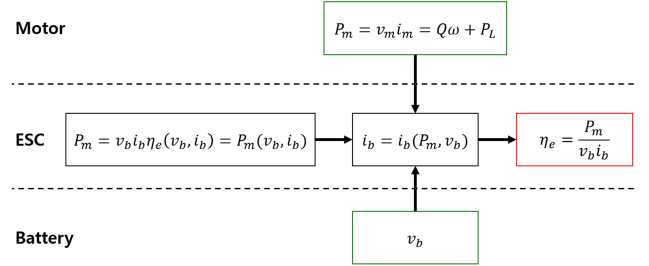 Motor
P_m = v_m i_m = Qω + P_L
ESC
P_m = v_b i_b η_e(v_b, i_b) = P_m(v_b, i_b)
i_b = i_b(P_m, v_b)
η_e = P_m / v_b i_b
Battery
v_b